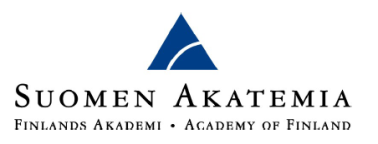 SUOMEN AKATEMIA
FINLANDS AKADEMI • ACADEMY OF FINLAND